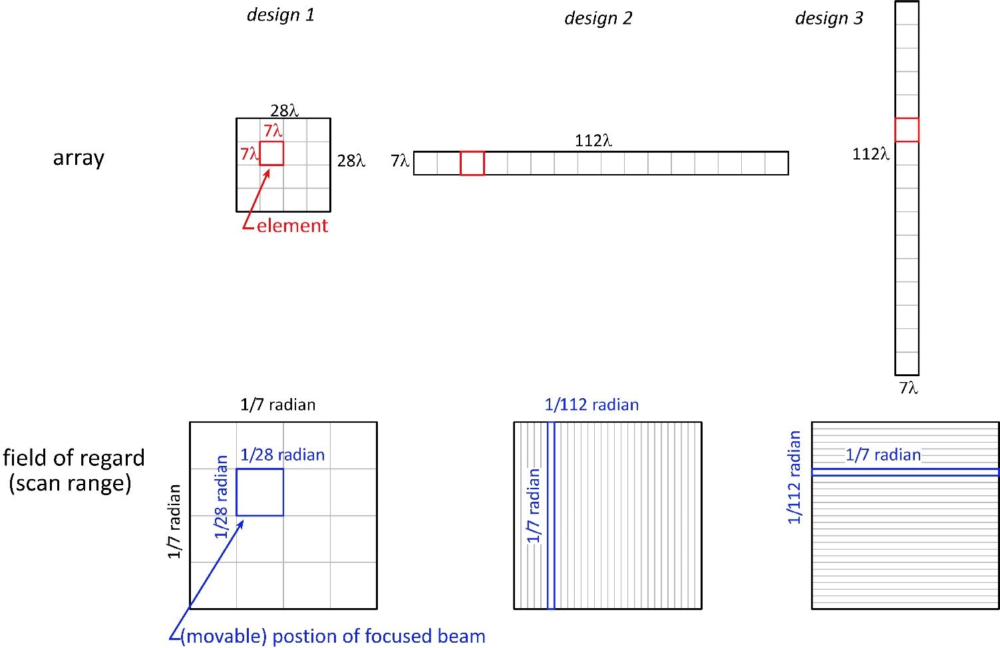 design 1
design 2
design 3
array
28λ
7λ
7λ
28λ
element
7λ
112λ
112λ
7λ
field of regard
(scan range)
1/7 radian
1/28 radian
1/28 radian
1/7 radian
(movable) postion of focused beam
1/112 radian
1/7 radian
1/112 radian
1/7 radian